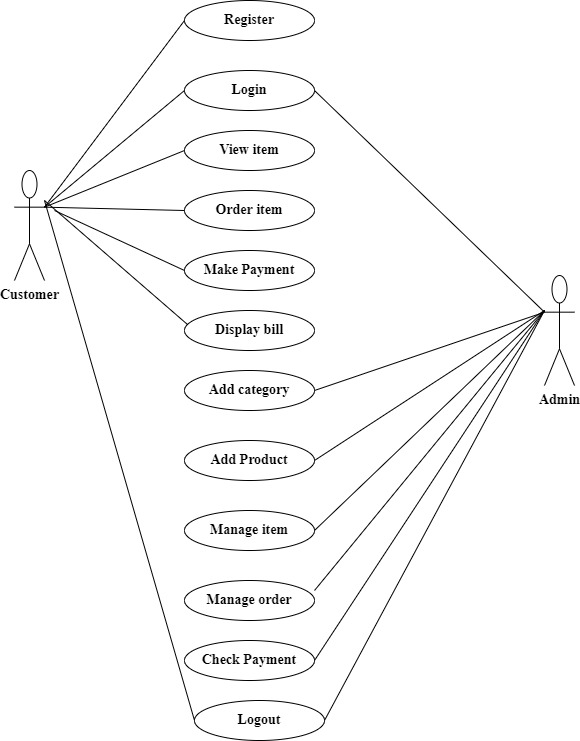 Register
Login
View item
Order item
Make Payment
Customer
Display bill
Add category
Admin
Add Product
Manage item
Manage order
Check Payment
Logout